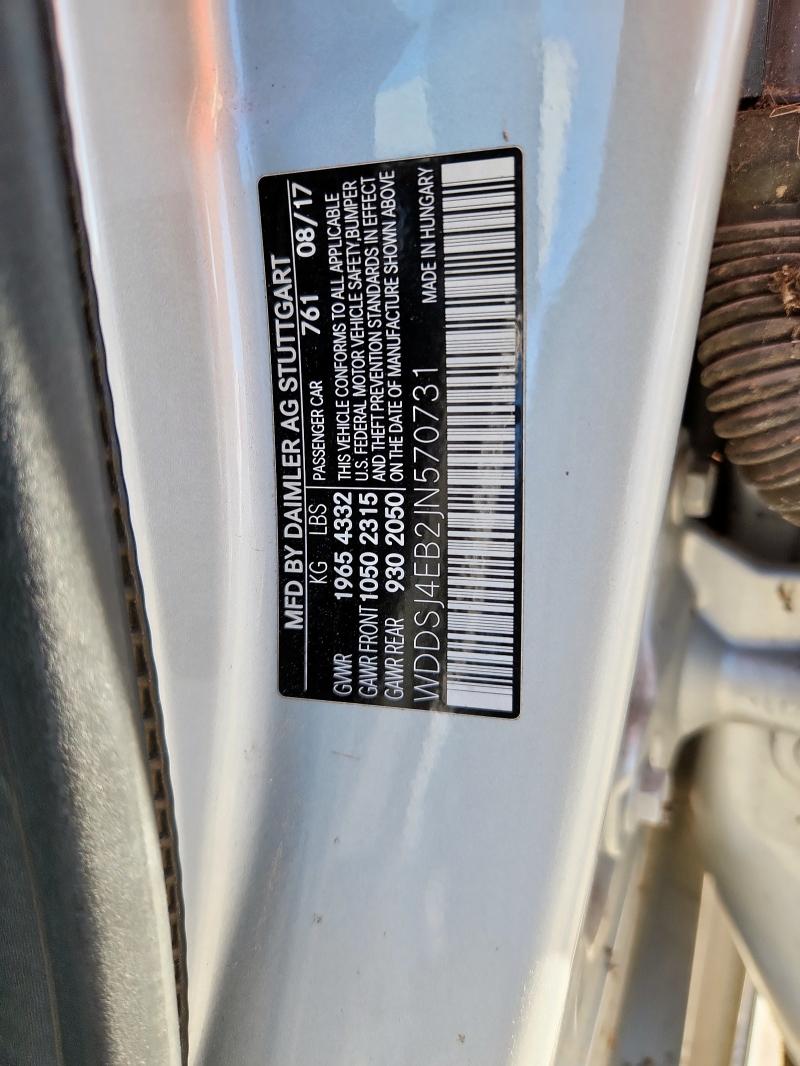 MFD BY DAIMLER AG STUTTGART
KG LBS PASSENGER CAR 761 08/17
GVWR 1965 4332 THIS VEHICLE CONFORMS TO ALL APPLICABLE
GAWR FRONT 1050 2315 U.S. FEDERAL MOTOR VEHICLE SAFETY, BUMPER
GAWR REAR 930 2050 AND THEFT PREVENTION STANDARDS IN EFFECT
ON THE DATE OF MANUFACTURE SHOWN ABOVE
WDDSJ4EB2JN570731 MADE IN HUNGARY